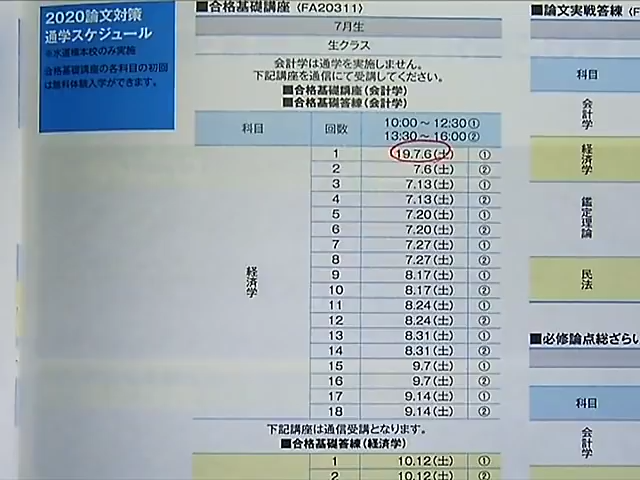 2020論文対策
通学スケジュール
※水道橋本校のみ実施
合格基礎講座の各科目の初回
は無料体験入学ができます。
■合格基礎講座（FA20311）
7月生
生クラス
会計学は通学を実施しません。
下記講座を通信にて受講してください。
■合格基礎講座（会計学）
■合格基礎答練（会計学）
科目 回数 10:00～12:30①
13:30～16:00②
経済学
1 19.7.6（土） ①
2 7.6（土） ②
3 7.13（土） ①
4 7.13（土） ②
5 7.20（土） ①
6 7.20（土） ②
7 7.27（土） ①
8 7.27（土） ②
9 8.17（土） ①
10 8.17（土） ②
11 8.24（土） ①
12 8.24（土） ②
13 8.31（土） ①
14 8.31（土） ②
15 9.7（土） ①
16 9.7（土） ②
17 9.14（土） ①
18 9.14（土） ②
下記講座は通信受講となります。
■合格基礎答練（経済学）
1 10.12（土） ①
2 10.12（土） ②
■論文実戦答練（F
科目
会計学
経済学
鑑定理論
民法
■必修論点総ざらい
科目
会計学